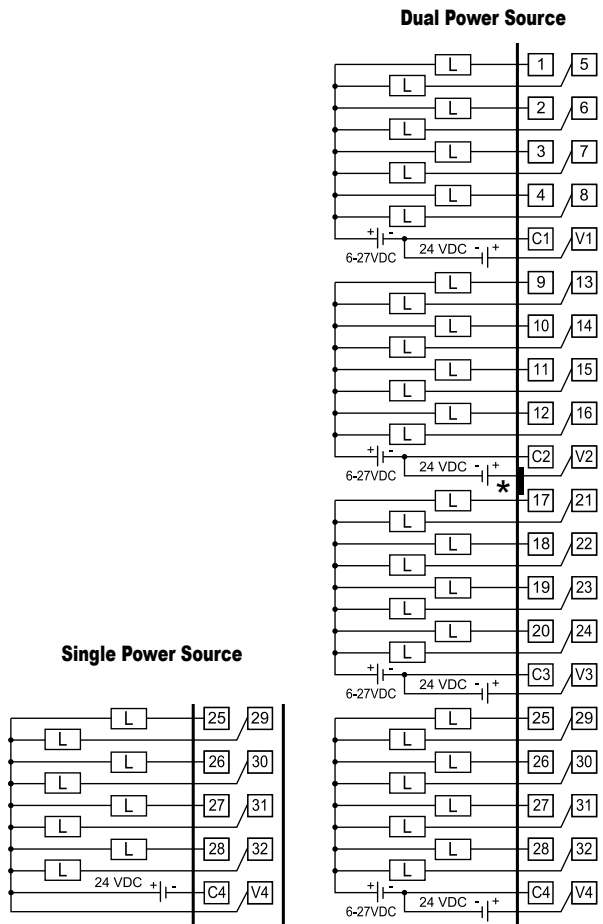 Dual Power Source
L 1 5
L
L 2 6
L
L 3 7
L
L 4 8
L
+ - C1 V1
6-27VDC 24 VDC - +
L 9 13
L
L 10 14
L
L 11 15
L
L 12 16
L
+ - C2 V2
6-27VDC 24 VDC - +
*
L 17 21
L
L 18 22
L
L 19 23
L
L 20 24
L
+ - C3 V3
6-27VDC 24 VDC - +
L 25 29
L
L 26 30
L
L 27 31
L
L 28 32
L
+ - C4 V4
6-27VDC 24 VDC - +
Single Power Source
L 25 29
L
L 26 30
L
L 27 31
L
L 28 32
L
24 VDC + - C4 V4